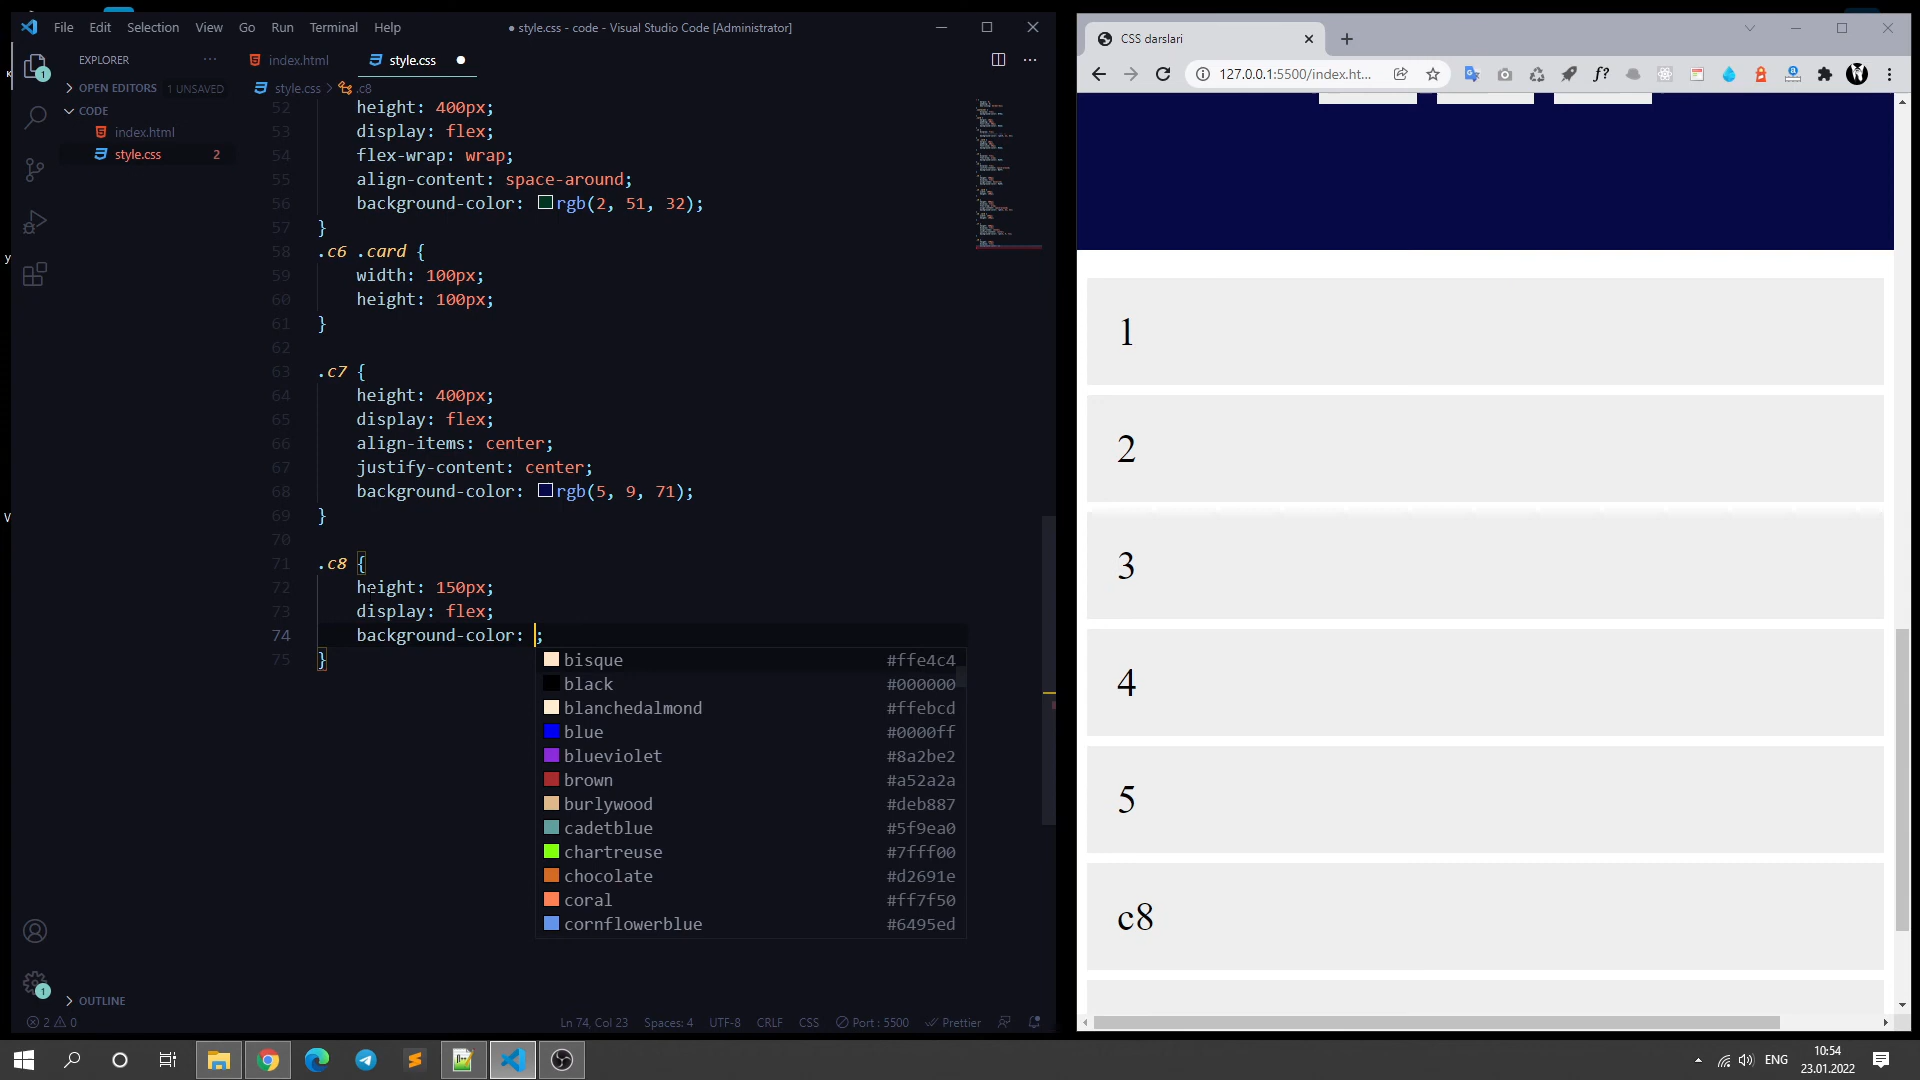 File Edit Selection View Go Run Terminal Help
● style.css - code - Visual Studio Code [Administrator]
EXPLORER ···
index.html
style.css ●
OPEN EDITORS 1 UNSAVED
style.css > .c8
CODE
index.html
style.css 2
52 height: 400px;
53 display: flex;
54 flex-wrap: wrap;
55 align-content: space-around;
56 background-color: rgb(2, 51, 32);
57 }
58 .c6 .card {
59 width: 100px;
60 height: 100px;
61 }
62
63 .c7 {
64 height: 400px;
65 display: flex;
66 align-items: center;
67 justify-content: center;
68 background-color: rgb(5, 9, 71);
69 }
70
71 .c8 {
72 height: 150px;
73 display: flex;
74 background-color: ;
75 }
bisque #ffe4c4
black #000000
blanchedalmond #ffebcd
blue #0000ff
blueviolet #8a2be2
brown #a52a2a
burlywood #deb887
cadetblue #5f9ea0
chartreuse #7fff00
chocolate #d2691e
coral #ff7f50
cornflowerblue #6495ed
1
1
OUTLINE
2 0
Ln 74, Col 23 Spaces: 4 UTF-8 CRLF CSS Port : 5500 Prettier
CSS darslari
127.0.0.1:5500/index.ht...
f?
1
2
3
4
5
c8
ENG
10:54
23.01.2022